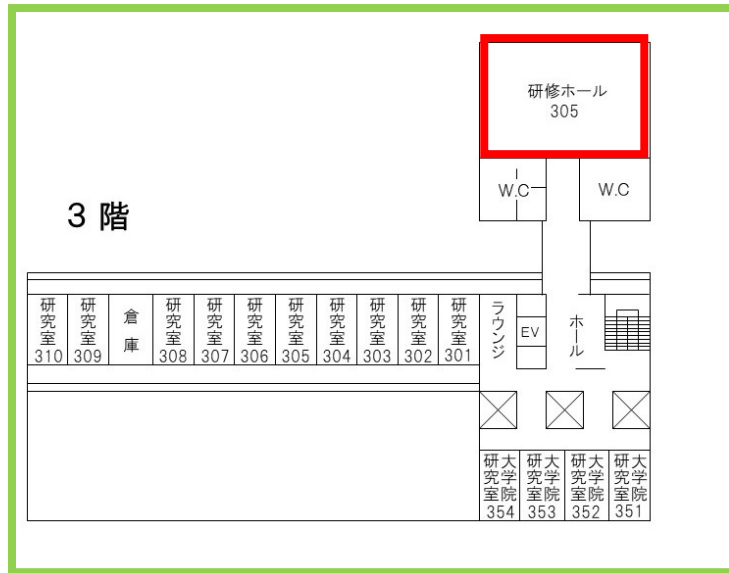 研修ホール
305
W.C
W.C
3 階
研究室
310
研究室
309
倉庫
研究室
308
研究室
307
研究室
306
研究室
305
研究室
304
研究室
303
研究室
302
研究室
301
ラウンジ
EV
ホール
大学院
研究室
354
大学院
研究室
353
大学院
研究室
352
大学院
研究室
351